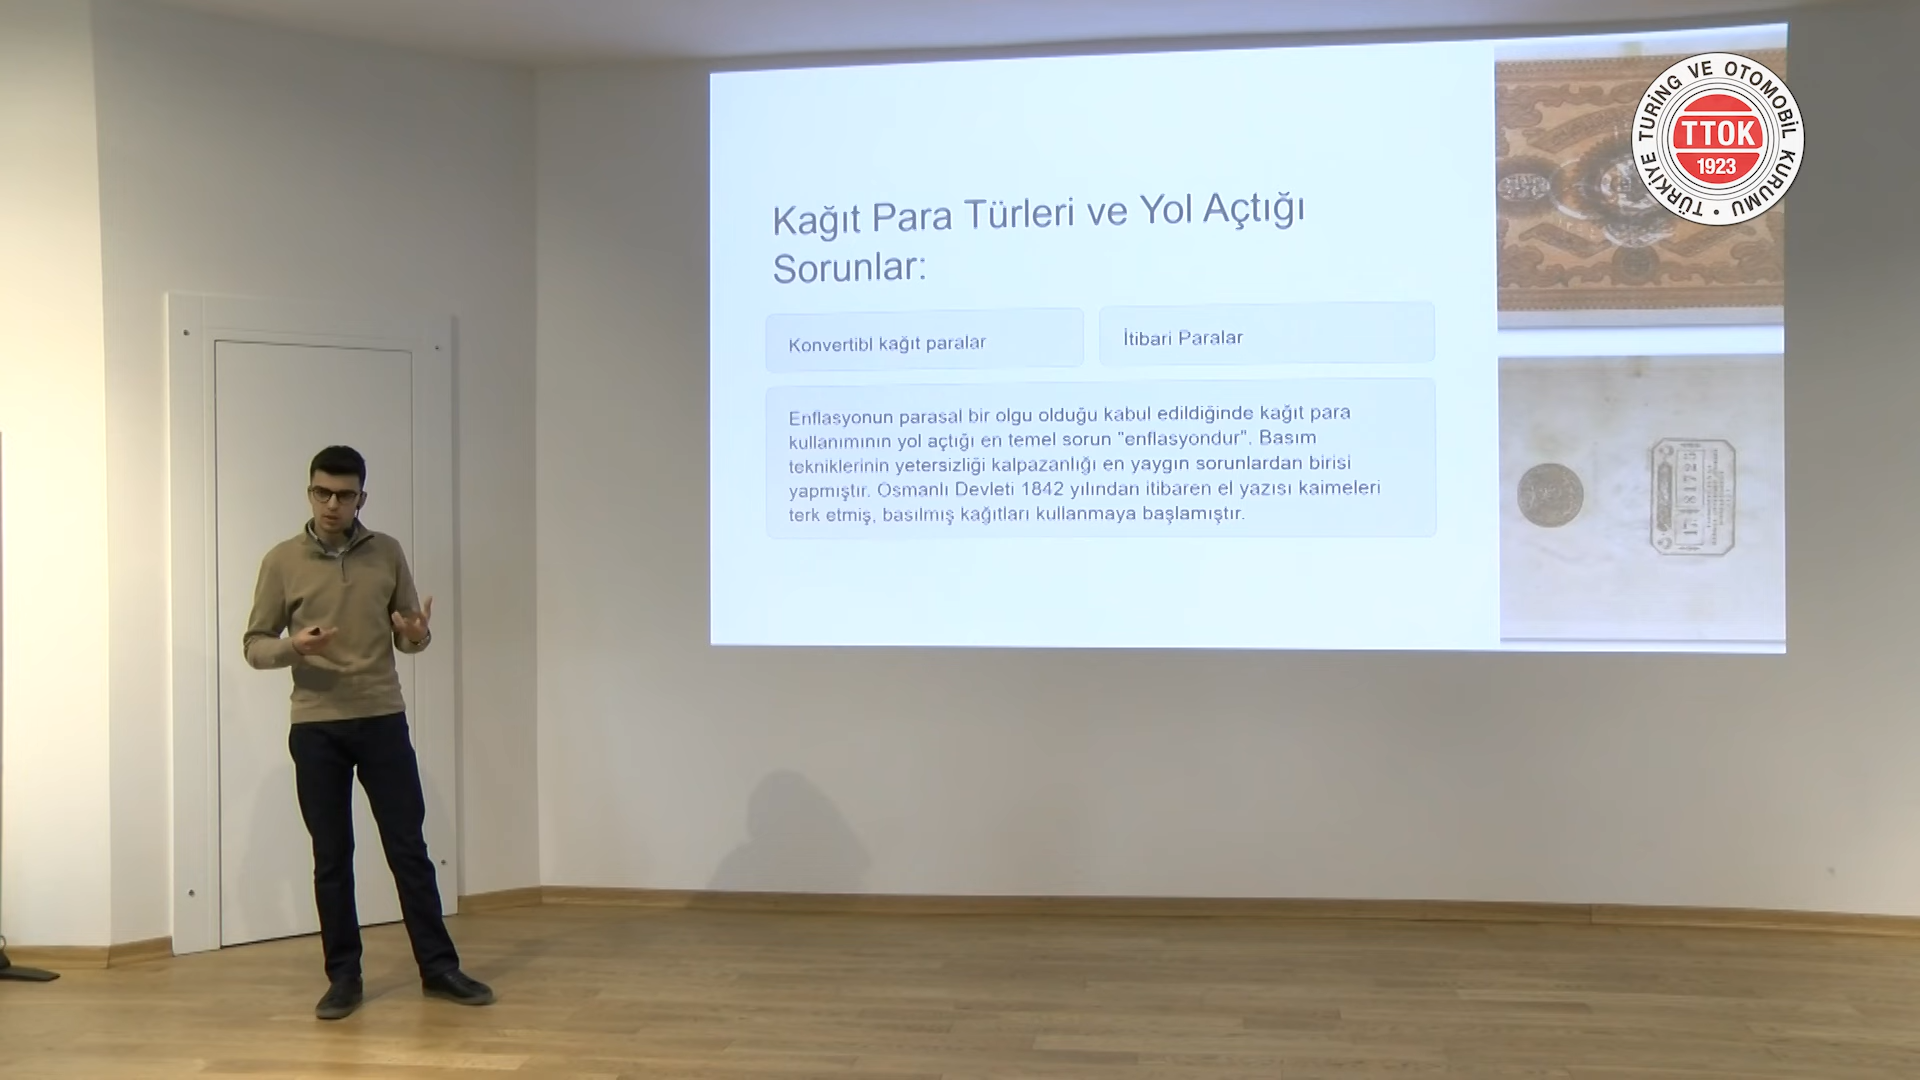 Kağıt Para Türleri ve Yol Açtığı
Sorunlar:
Konvertibl kağıt paralar
İtibari Paralar
Enflasyonun parasal bir olgu olduğu kabul edildiğinde kağıt para
kullanımının yol açtığı en temel sorun "enflasyondur". Basım
tekniklerinin yetersizliği kalpazanlığı en yaygın sorunlardan birisi
yapmıştır. Osmanlı Devleti 1842 yılından itibaren el yazısı kaimeleri
terk etmiş, basılmış kağıtları kullanmaya başlamıştır.
TÜRKİYE TURİNG VE OTOMOBİL KURUMU
TTOK
1923